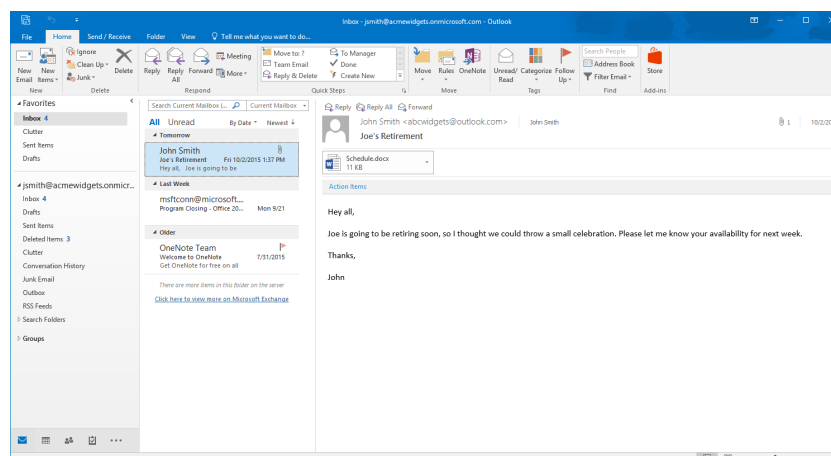 Inbox - jsmith@acmewidgets.onmicrosoft.com - Outlook
File Home Send / Receive Folder View Tell me what you want to do...
New Email
New Items
Ignore
Clean Up
Junk
Delete
Reply
Reply All
Forward
Meeting
More
Move to: ?
Team Email
Reply & Delete
To Manager
Done
Create New
Move
Rules
OneNote
Unread/ Read
Categorize
Follow Up
Search People
Address Book
Filter Email
Store
New Delete Respond Quick Steps Move Tags Find Add-ins
Favorites
Inbox 4
Clutter
Sent Items
Drafts
jsmith@acmewidgets.onmicr...
Inbox 4
Drafts
Sent Items
Deleted Items 3
Clutter
Conversation History
Junk Email
Outbox
RSS Feeds
Search Folders
Groups
Search Current Mailbox (... Current Mailbox
All Unread By Date Newest
Tomorrow
John Smith
Joe's Retirement Fri 10/2/2015 1:37 PM
Hey all, Joe is going to be
Last Week
msftconn@microsoft....
Program Closing - Office 20... Mon 9/21
Older
OneNote Team
Welcome to OneNote 7/31/2015
Get OneNote for free on all
There are more items in this folder on the server
Click here to view more on Microsoft Exchange
Reply Reply All Forward
John Smith <abcwidgets@outlook.com> John Smith 1 10/2/20
Joe's Retirement
Schedule.docx
11 KB
Action Items
Hey all,
Joe is going to be retiring soon, so I thought we could throw a small celebration. Please let me know your availability for next week.
Thanks,
John